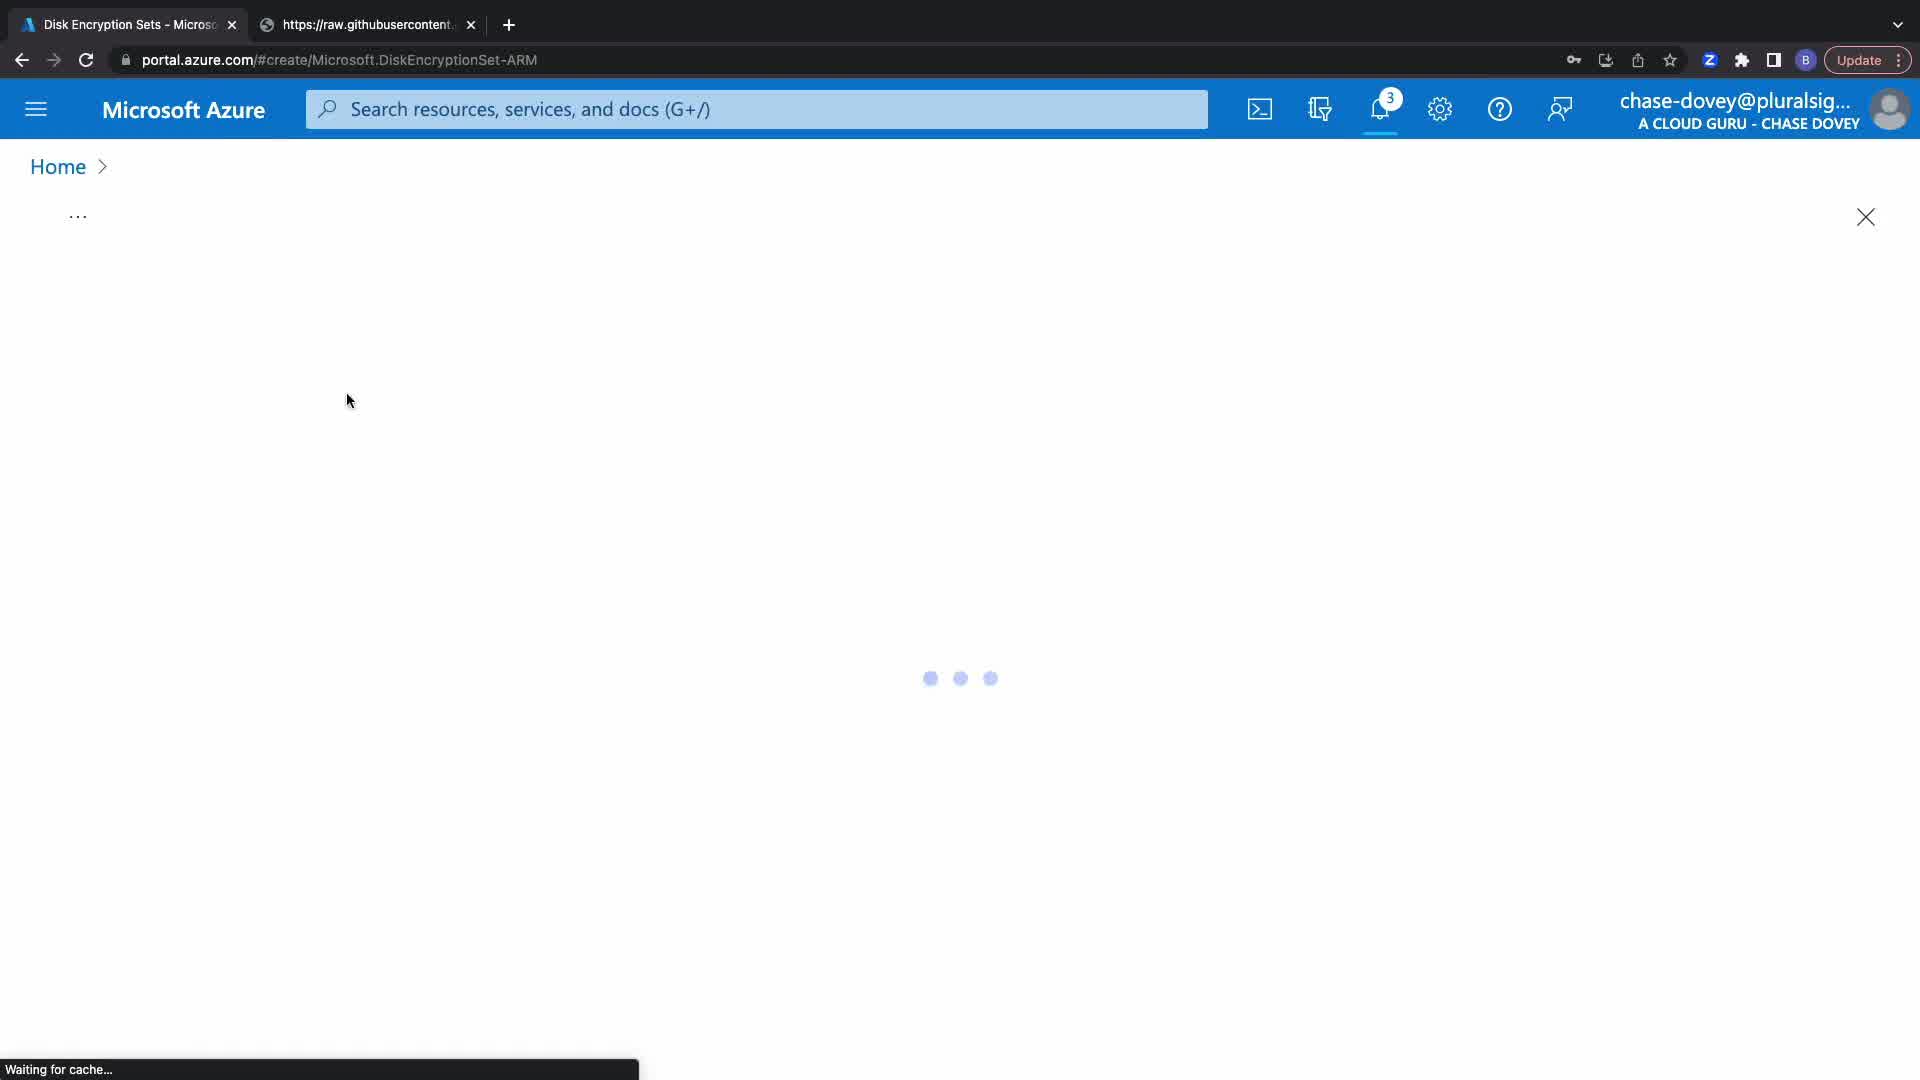 Disk Encryption Sets - Micros
https://raw.githubusercontent.
portal.azure.com/#create/Microsoft.DiskEncryptionSet-ARM
Z
B
Update
Microsoft Azure
Search resources, services, and docs (G+/)
3
chase-dovey@pluralsig...
A CLOUD GURU - CHASE DOVEY
Home
...
Waiting for cache...